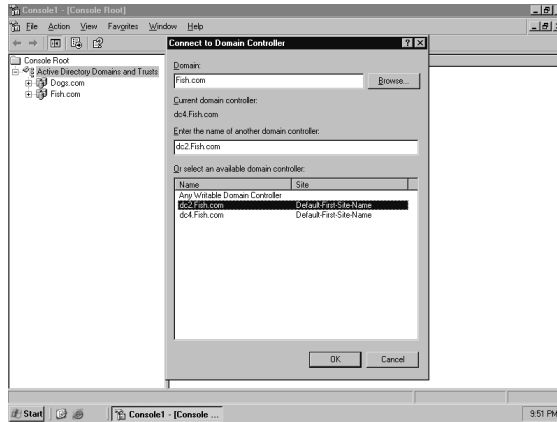 Console1 - [Console Root]
File Action View Favorites Window Help
Connect to Domain Controller
Console Root
Active Directory Domains and Trusts
Dogs.com
Fish.com
Domain:
Fish.com
Browse...
Current domain controller:
dc4.Fish.com
Enter the name of another domain controller:
dc2.Fish.com
Or select an available domain controller:
Name Site
Any Writable Domain Controller
dc2.Fish.com Default-First-Site-Name
dc4.Fish.com Default-First-Site-Name
OK Cancel
Start Console1 - [Console ... 9:51 PM